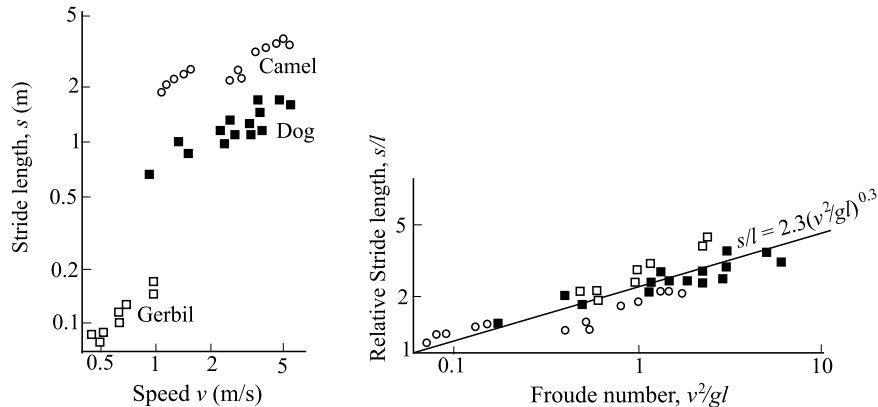 5
2
1
0.5
0.2
0.1
Stride length, s (m)
Camel
Dog
Gerbil
0.5
1
2
5
Speed v (m/s)
5
2
1
Relative Stride length, s/l
s/l = 2.3(v²/gl)^0.3
0.1
1
10
Froude number, v²/gl